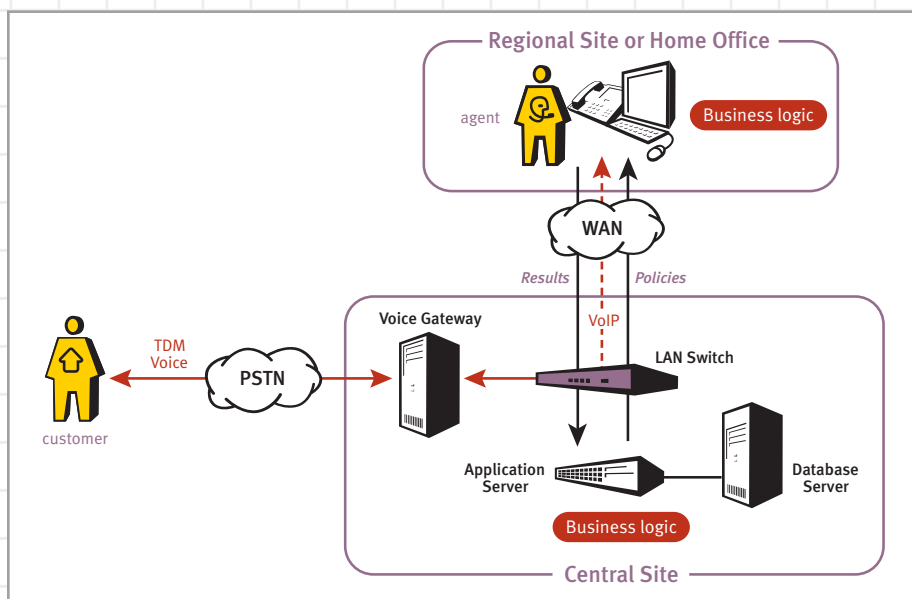 Regional Site or Home Office
agent
Business logic
WAN
Results
Policies
Voice Gateway
VoIP
LAN Switch
TDM
Voice
PSTN
customer
Application
Server
Database
Server
Business logic
Central Site